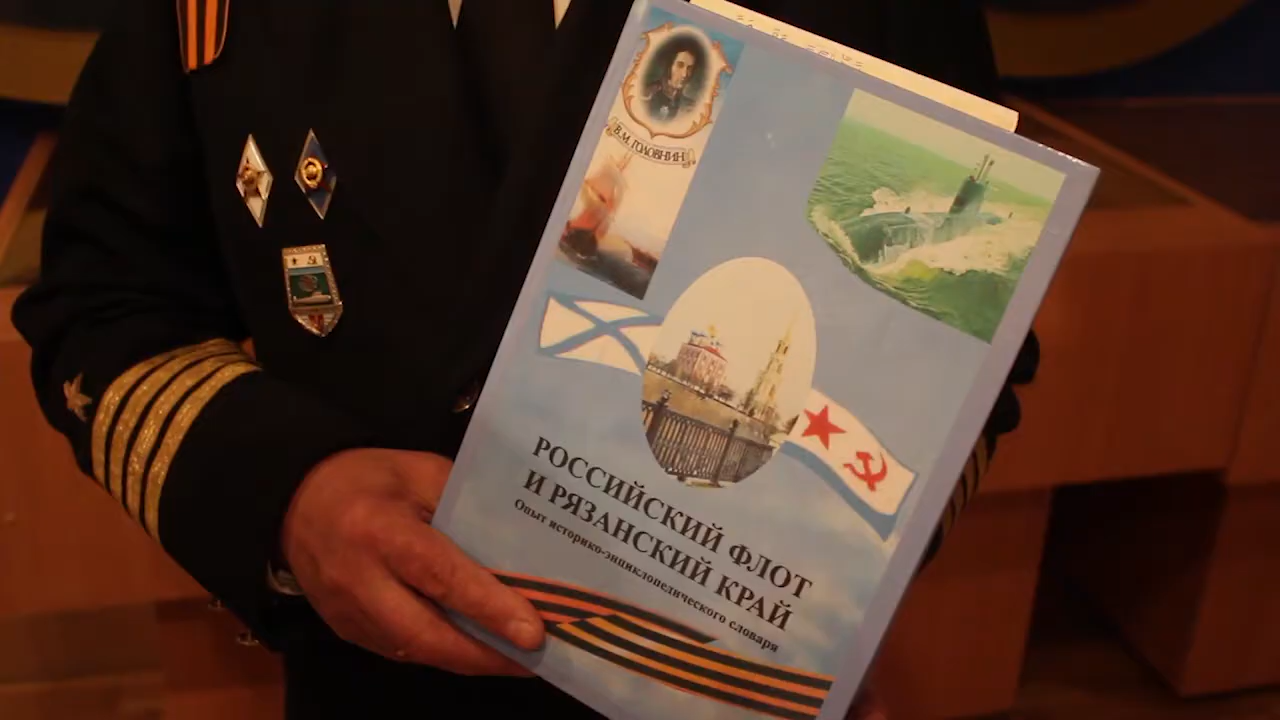 В.М. ГОЛОВНИН
РОССИЙСКИЙ ФЛОТ
И РЯЗАНСКИЙ КРАЙ
Опыт историко-энциклопедического словаря